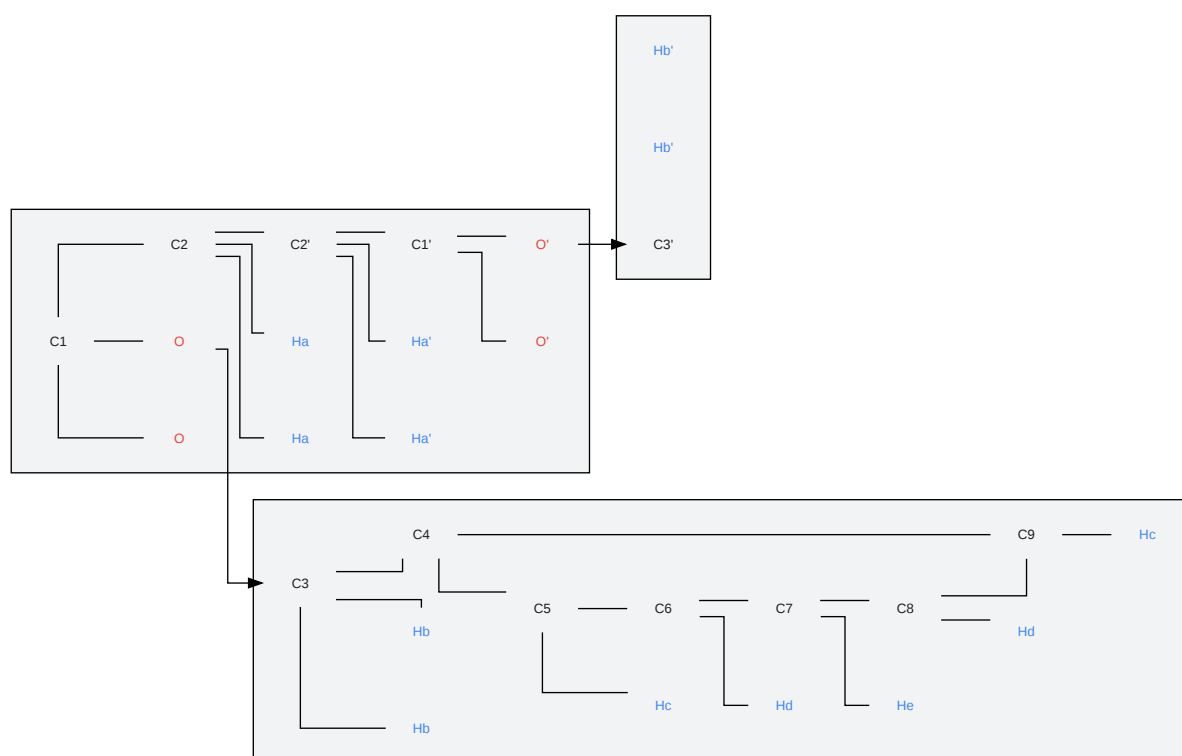 Hb'
Hb'
C3'
C2 C2' C1' O'
C1 O Ha Ha' O'
O Ha Ha'
C4 C9 Hc
C3
C5 C6 C7 C8
Hb Hd
Hc Hd He
Hb